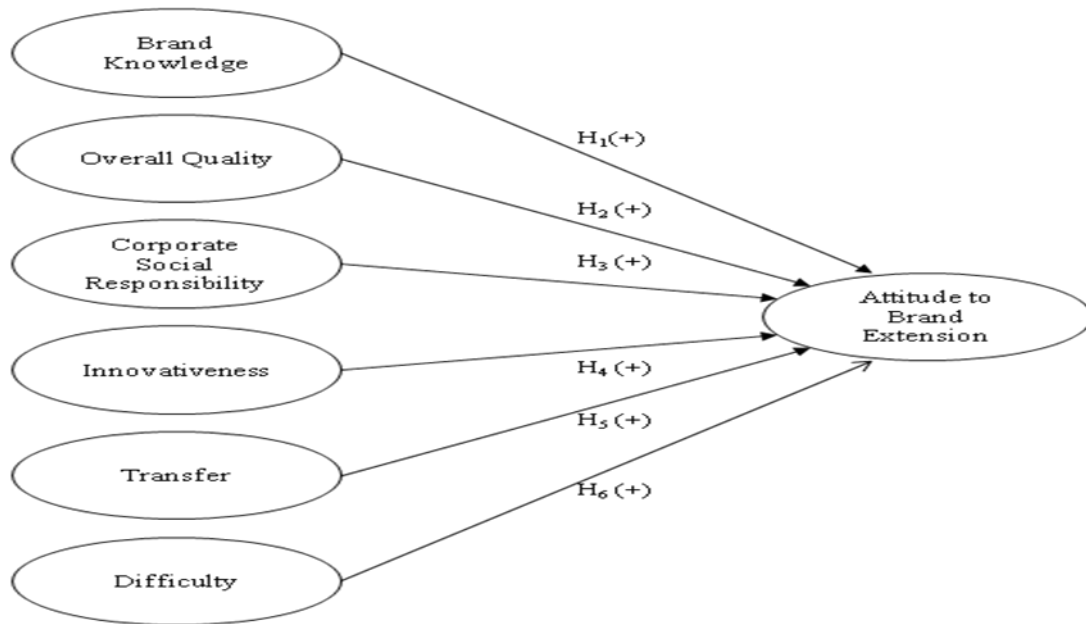 Brand
Knowledge
H₁(+)
Overall Quality
H₂ (+)
Corporate
Social
Responsibility
H₃ (+)
Attitude to
Brand
Extension
Innovativeness
H₄ (+)
H₅ (+)
Transfer
H₆ (+)
Difficulty